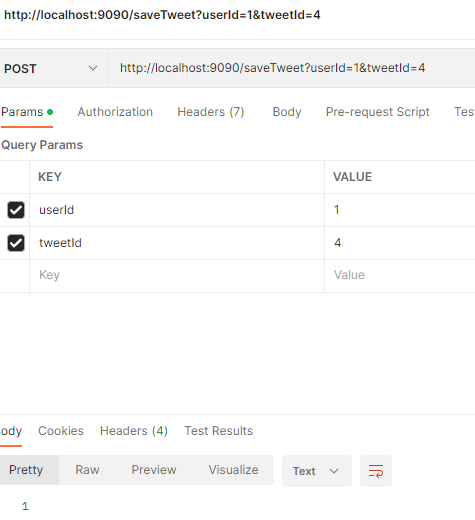 http://localhost:9090/saveTweet?userId=1&tweetId=4
POST http://localhost:9090/saveTweet?userId=1&tweetId=4
Params Authorization Headers (7) Body Pre-request Script Tes
Query Params
KEY VALUE
userId 1
tweetId 4
Key Value
ody Cookies Headers (4) Test Results
Pretty Raw Preview Visualize Text
1